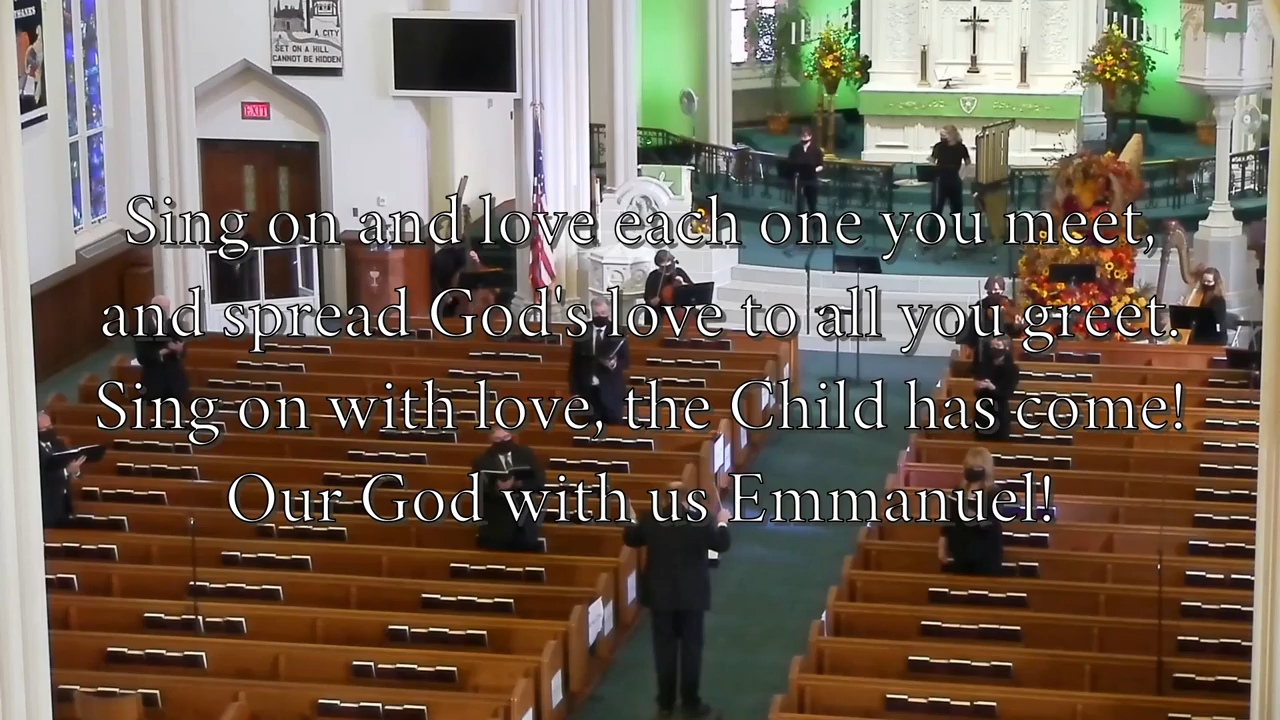 A CITY
SET ON A HILL
CANNOT BE HIDDEN
EXIT
Sing on and love each one you meet,
and spread God's love to all you greet.
Sing on with love, the Child has come!
Our God with us Emmanuel!